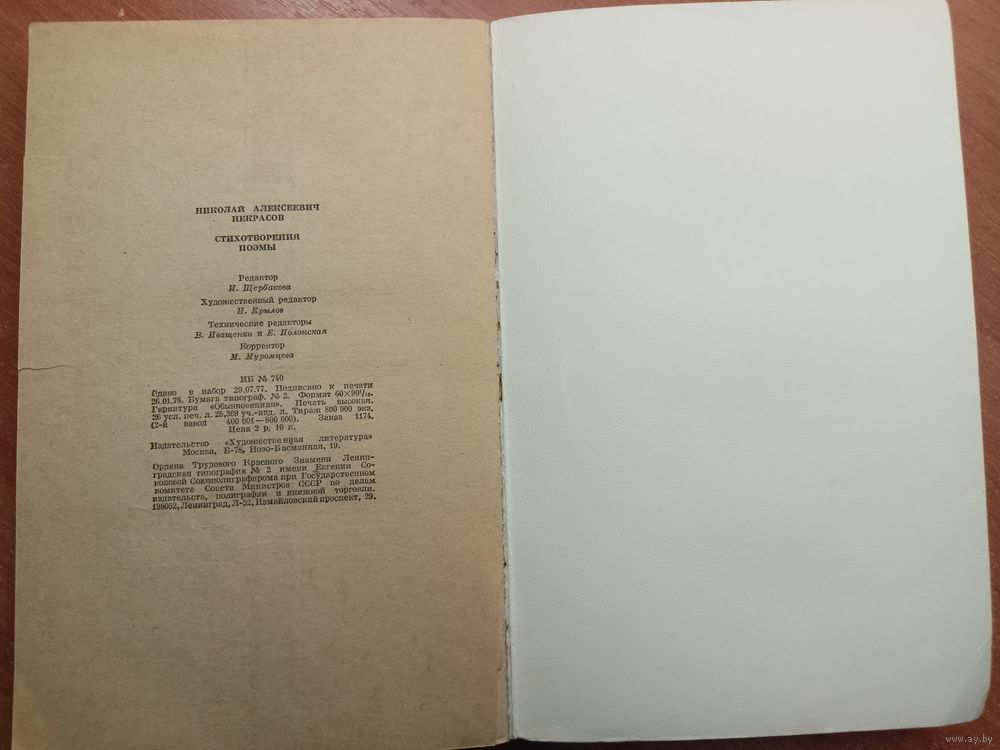 НИКОЛАЙ АЛЕКСЕЕВИЧ
НЕКРАСОВ
СТИХОТВОРЕНИЯ
ПОЭМЫ
Редактор
И. Щербакова
Художественный редактор
Н. Крылов
Технические редакторы
В. Иващенко и Е. Полонская
Корректор
М. Муромцева
ИБ № 740
Сдано в набор 29.07.77. Подписано к печати
26.01.78. Бумага типограф. № 2. Формат 60×90¹/₁₆.
Гарнитура «Обыкновенная». Печать высокая.
26 усл. печ. л. 25,369 уч.-изд. л. Тираж 800 000 экз.
(2-й завод 400 001—800 000). Заказ 1174.
Цена 2 р. 10 к.
Издательство «Художественная литература»
Москва, Б-78, Ново-Басманная, 19.
Ордена Трудового Красного Знамени Ленин-
градская типография № 2 имени Евгении Со-
коловой Союзполиграфпрома при Государственном
комитете Совета Министров СССР по делам
издательств, полиграфии и книжной торговли.
198052, Ленинград, Л-52, Измайловский проспект, 29.
www.ay.by